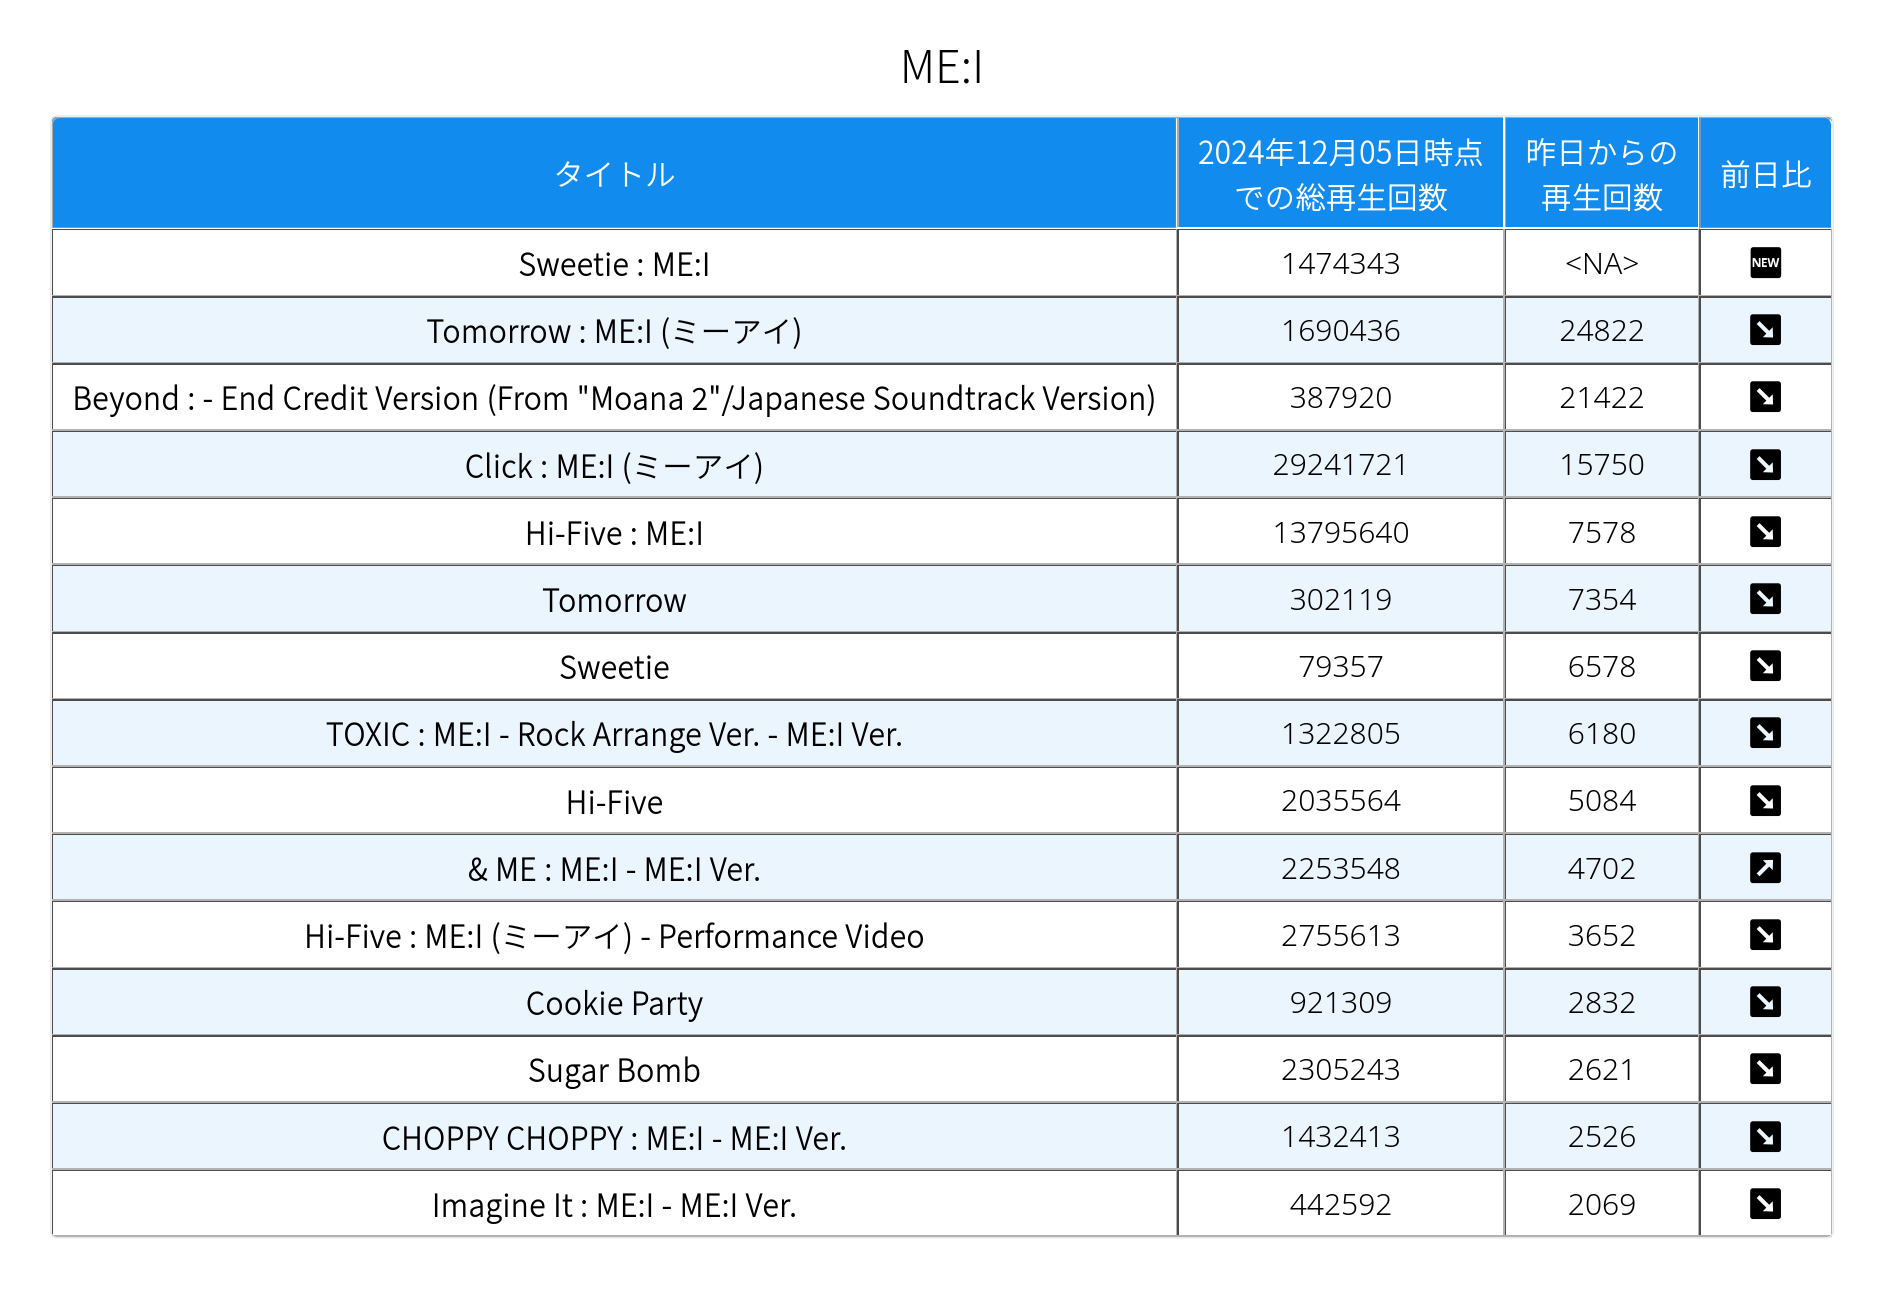 ME:I
タイトル 2024年12月05日時点での総再生回数 昨日からの再生回数 前日比
Sweetie : ME:I 1474343 <NA> NEW
Tomorrow : ME:I (ミーアイ) 1690436 24822
Beyond : - End Credit Version (From "Moana 2"/Japanese Soundtrack Version) 387920 21422
Click : ME:I (ミーアイ) 29241721 15750
Hi-Five : ME:I 13795640 7578
Tomorrow 302119 7354
Sweetie 79357 6578
TOXIC : ME:I - Rock Arrange Ver. - ME:I Ver. 1322805 6180
Hi-Five 2035564 5084
& ME : ME:I - ME:I Ver. 2253548 4702
Hi-Five : ME:I (ミーアイ) - Performance Video 2755613 3652
Cookie Party 921309 2832
Sugar Bomb 2305243 2621
CHOPPY CHOPPY : ME:I - ME:I Ver. 1432413 2526
Imagine It : ME:I - ME:I Ver. 442592 2069